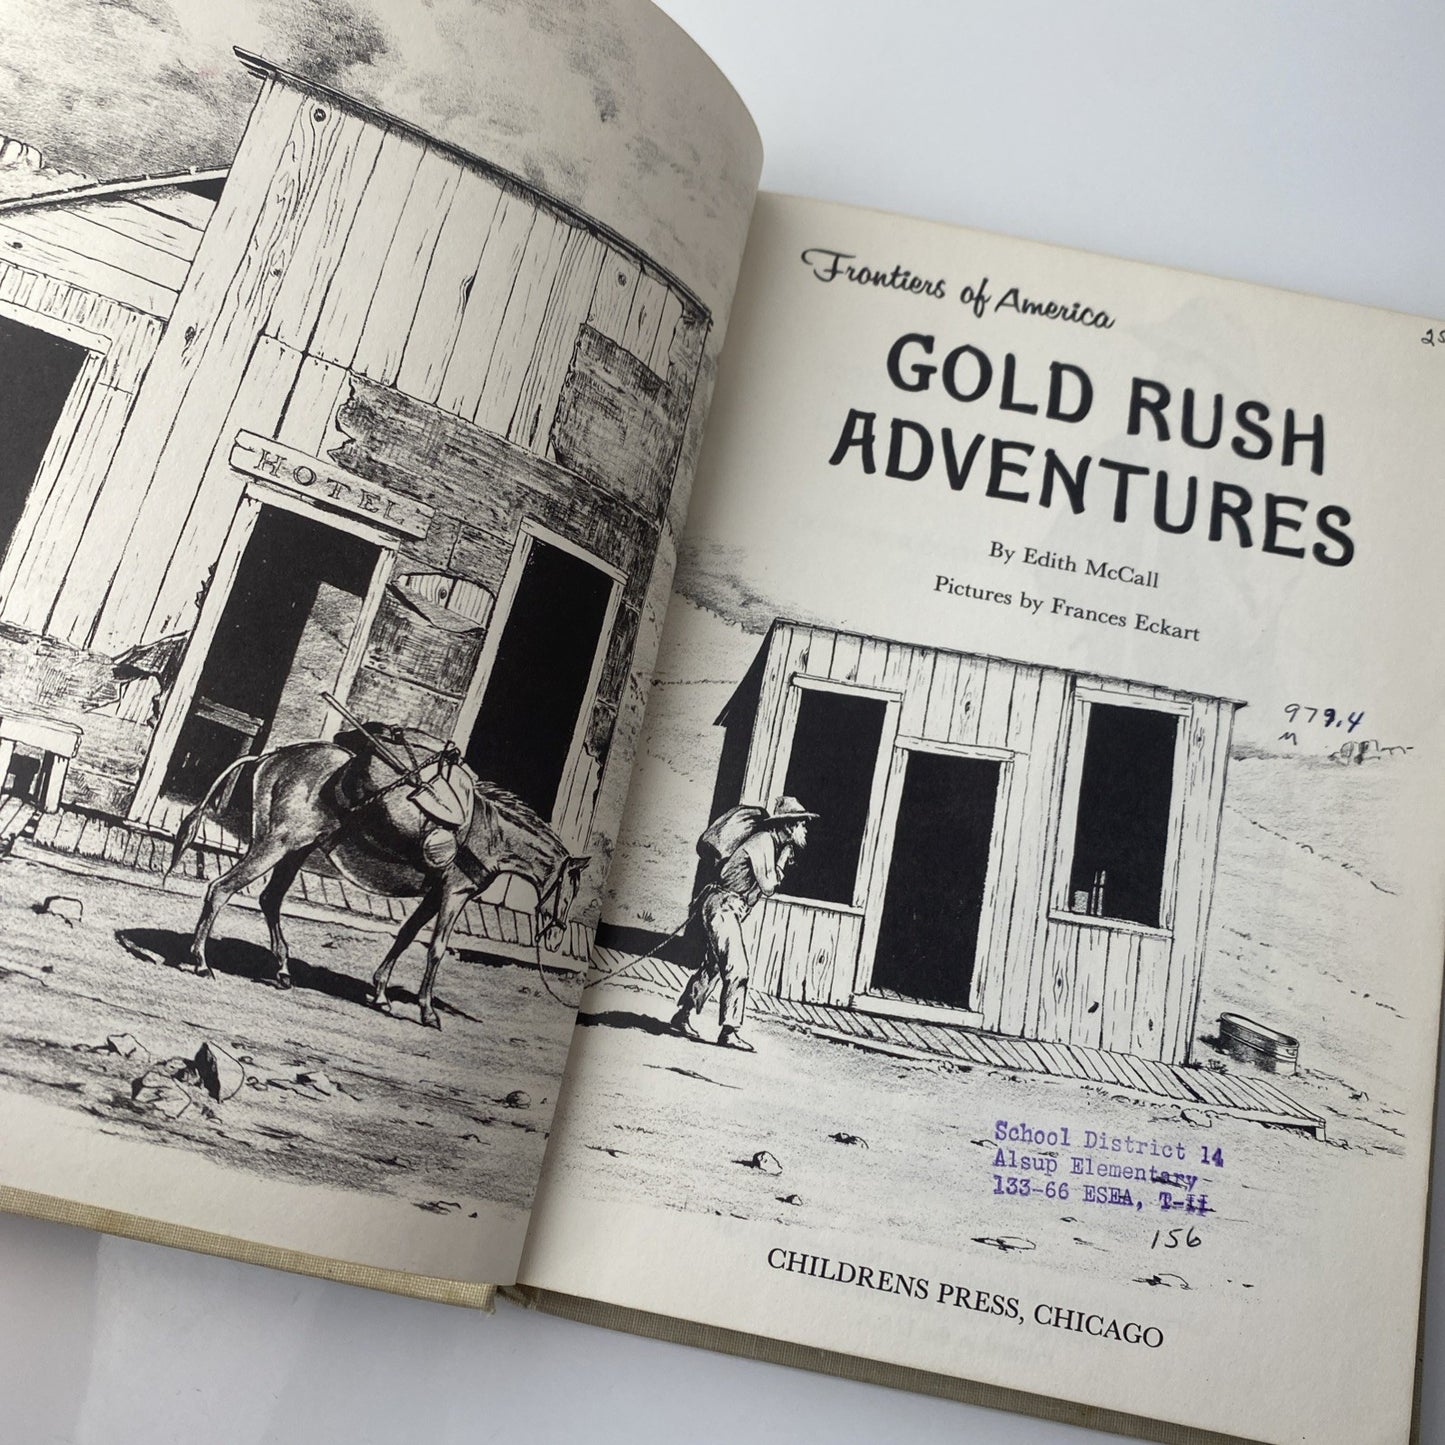 HOTEL
Frontiers of America
GOLD RUSH
ADVENTURES
By Edith McCall
Pictures by Frances Eckart
979.4
M
School District 14
Alsup Elementary
133-66 ESEA, T-II
156
CHILDRENS PRESS, CHICAGO